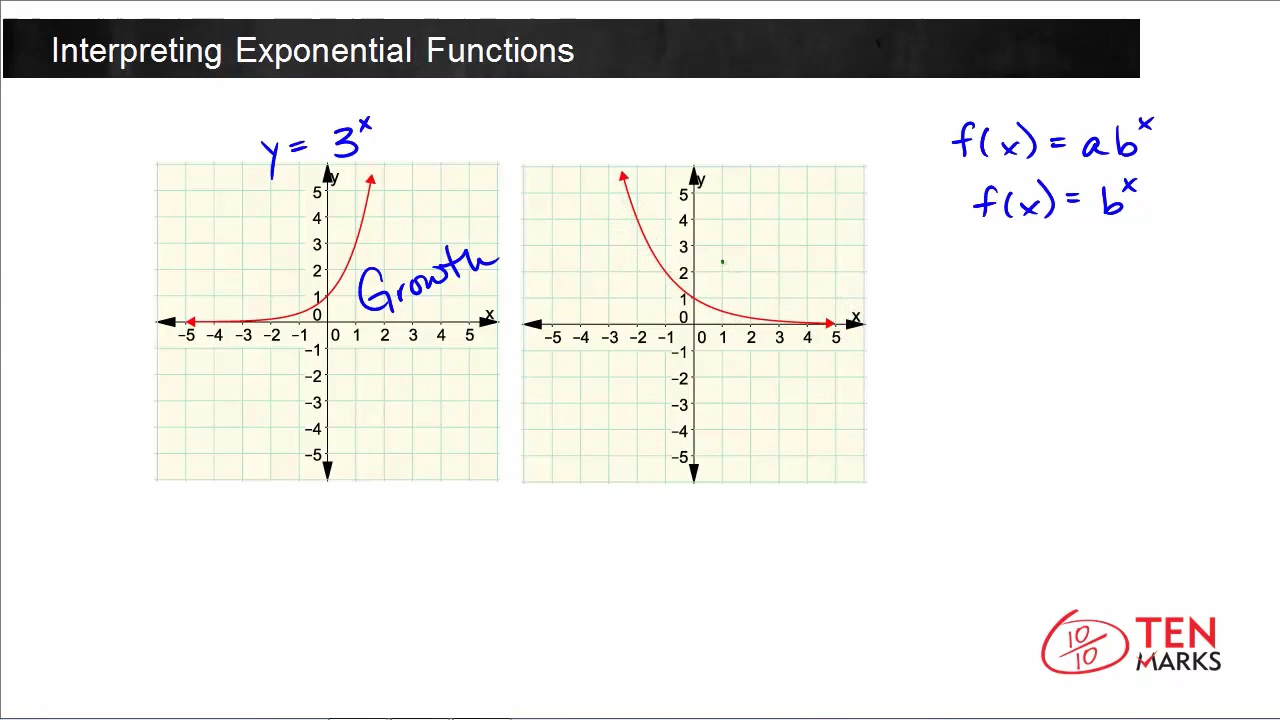 Interpreting Exponential Functions
y = 3^x
f(x) = ab^x
f(x) = b^x
y
5
4
3
2
1
0
x
−5 −4 −3 −2 −1 0 1 2 3 4 5
−1
−2
−3
−4
−5
Growth
y
5
4
3
2
1
0
x
−5 −4 −3 −2 −1 0 1 2 3 4 5
−1
−2
−3
−4
−5
10/10
TEN
MARKS